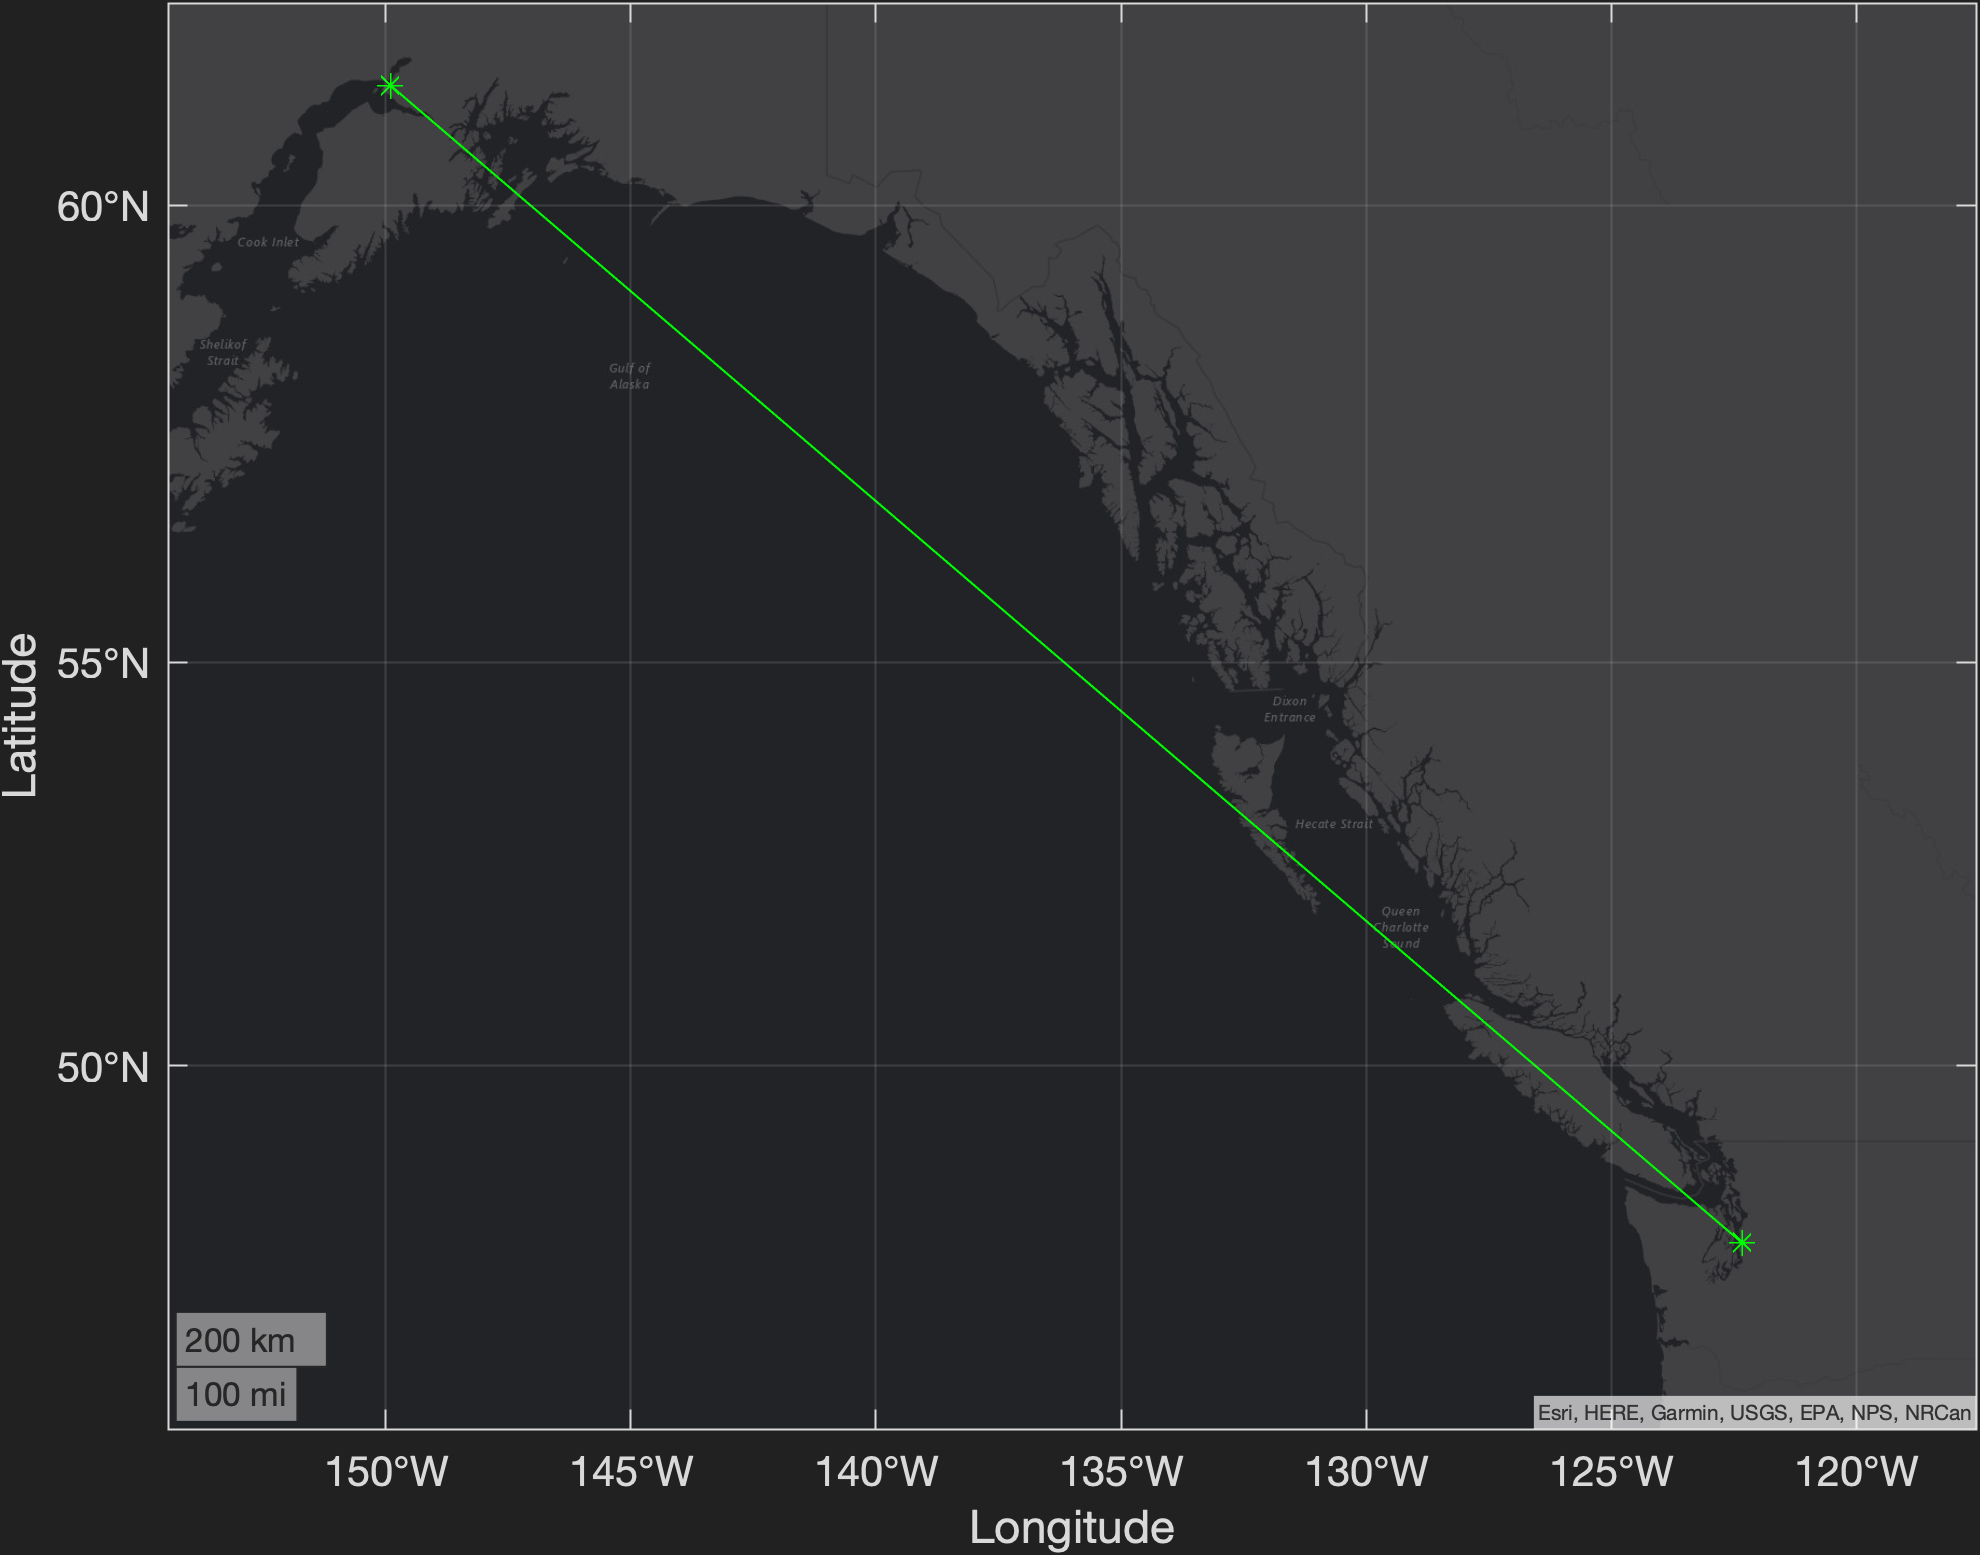 60°N
Cook Inlet
Shelikof
Strait
Gulf of
Alaska
55°N
Dixon
Entrance
Hecate Strait
Queen
Charlotte
Sound
50°N
Latitude
200 km
100 mi
Esri, HERE, Garmin, USGS, EPA, NPS, NRCan
150°W
145°W
140°W
135°W
130°W
125°W
120°W
Longitude